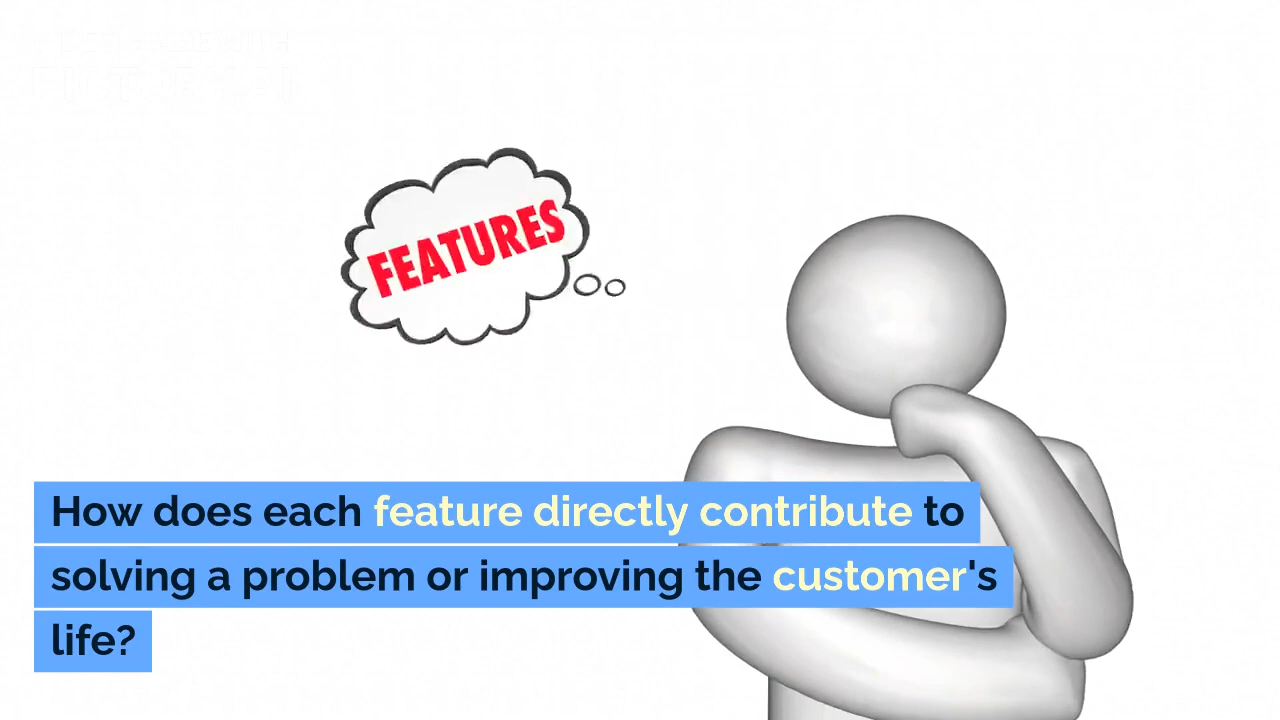 FEATURES
How does each feature directly contribute to
solving a problem or improving the customer's
life?